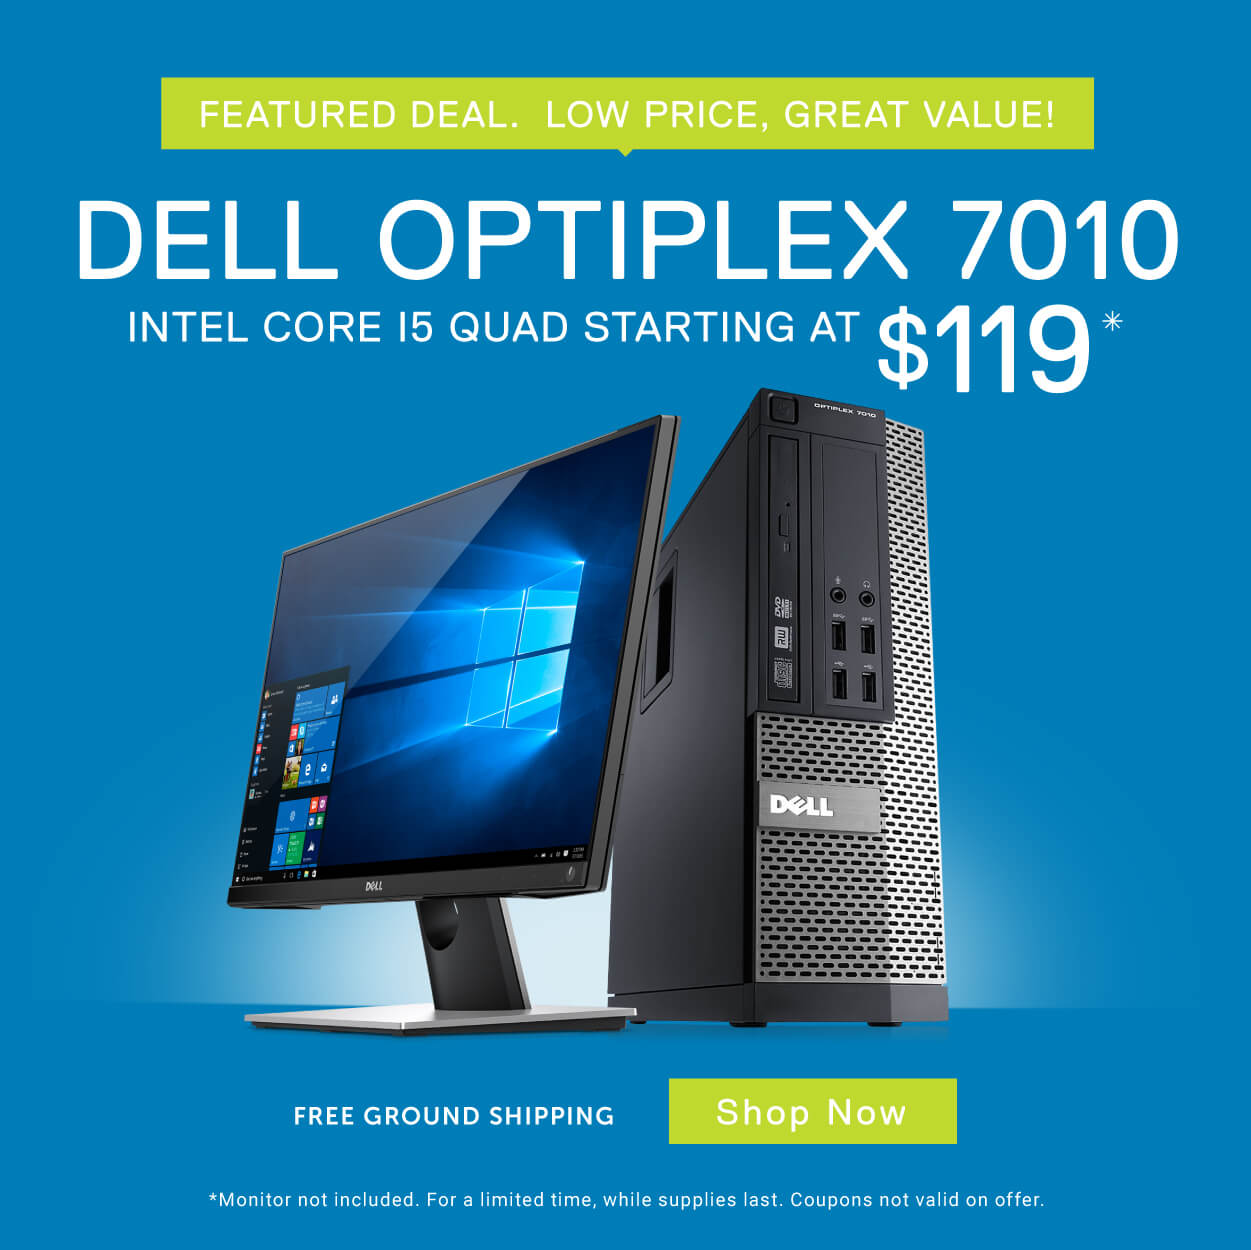 FEATURED DEAL. LOW PRICE, GREAT VALUE!
DELL OPTIPLEX 7010
INTEL CORE I5 QUAD STARTING AT $119*
OPTIPLEX 7010
DVD
RW
disc
DELL
DELL
FREE GROUND SHIPPING
Shop Now
*Monitor not included. For a limited time, while supplies last. Coupons not valid on offer.